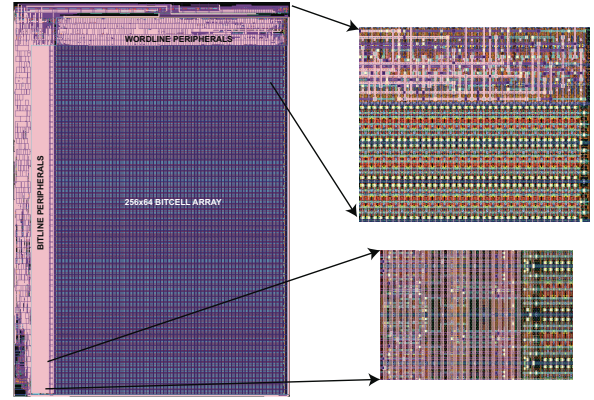 WORDLINE PERIPHERALS
BITLINE PERIPHERALS
256x64 BITCELL ARRAY